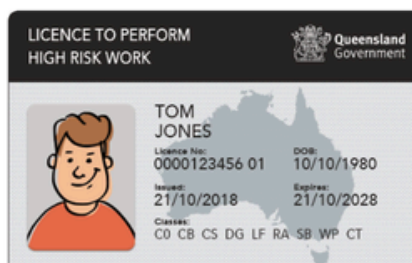 LICENCE TO PERFORM
HIGH RISK WORK
Queensland
Government
TOM
JONES
Licence No:
0000123456 01
DOB:
10/10/1980
Issued:
21/10/2018
Expires:
21/10/2028
Classes:
C0 CB CS DG LF RA SB WP CT